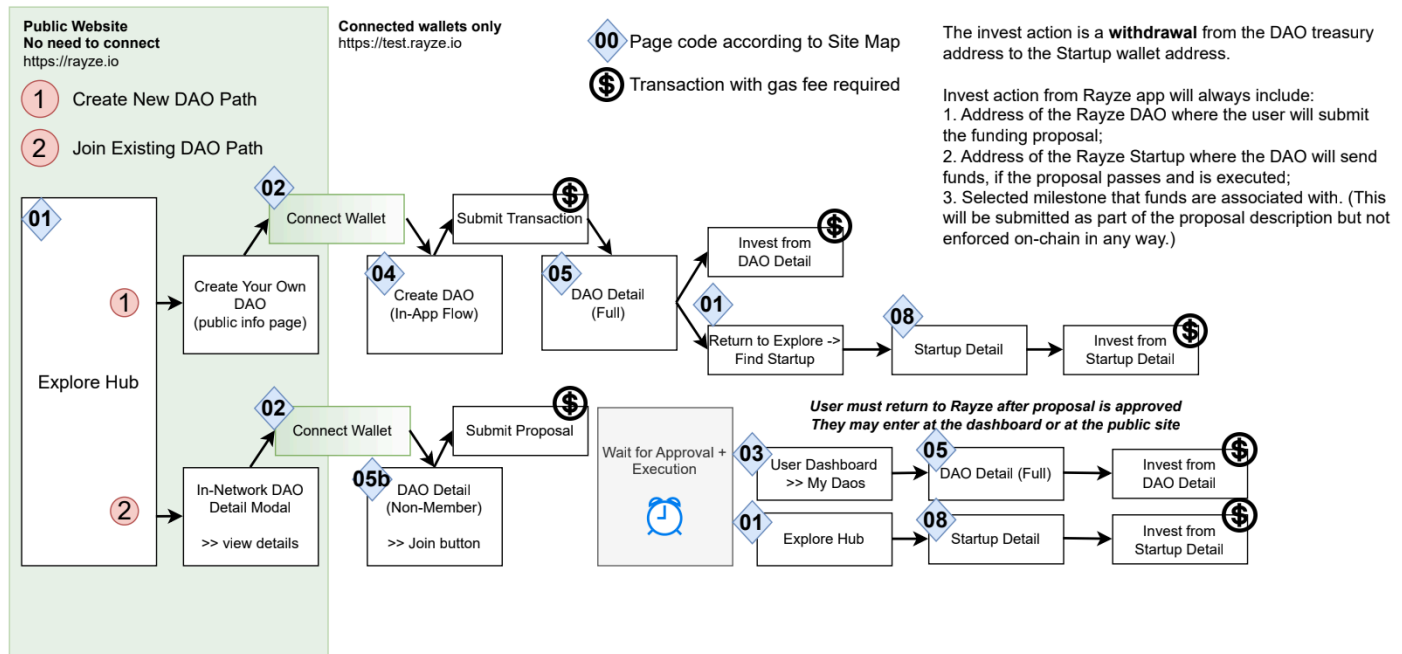 Public Website
No need to connect
https://rayze.io
Connected wallets only
https://test.rayze.io
00 Page code according to Site Map
$ Transaction with gas fee required
The invest action is a withdrawal from the DAO treasury
address to the Startup wallet address.
Invest action from Rayze app will always include:
1. Address of the Rayze DAO where the user will submit
the funding proposal;
2. Address of the Rayze Startup where the DAO will send
funds, if the proposal passes and is executed;
3. Selected milestone that funds are associated with. (This
will be submitted as part of the proposal description but not
enforced on-chain in any way.)
1 Create New DAO Path
2 Join Existing DAO Path
01
Explore Hub
1
2
Create Your Own
DAO
(public info page)
02
Connect Wallet
04
Create DAO
(In-App Flow)
$
Submit Transaction
05
DAO Detail
(Full)
$
Invest from
DAO Detail
01
Return to Explore ->
Find Startup
08
Startup Detail
$
Invest from
Startup Detail
In-Network DAO
Detail Modal
>> view details
02
Connect Wallet
05b
DAO Detail
(Non-Member)
>> Join button
$
Submit Proposal
Wait for Approval +
Execution
User must return to Rayze after proposal is approved
They may enter at the dashboard or at the public site
03
User Dashboard
>> My Daos
05
DAO Detail (Full)
$
Invest from
DAO Detail
01
Explore Hub
08
Startup Detail
$
Invest from
Startup Detail